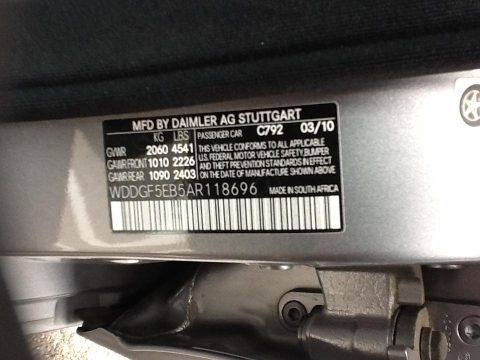 MFD BY DAIMLER AG STUTTGART
KG LBS PASSENGER CAR C792 03/10
GVWR 2060 4541 THIS VEHICLE CONFORMS TO ALL APPLICABLE
GAWR FRONT 1010 2226 U.S. FEDERAL MOTOR VEHICLE SAFETY, BUMPER
GAWR REAR 1090 2403 AND THEFT PREVENTION STANDARDS IN EFFECT
ON THE DATE OF MANUFACTURE SHOWN ABOVE
WDDGF5EB5AR118696 MADE IN SOUTH AFRICA